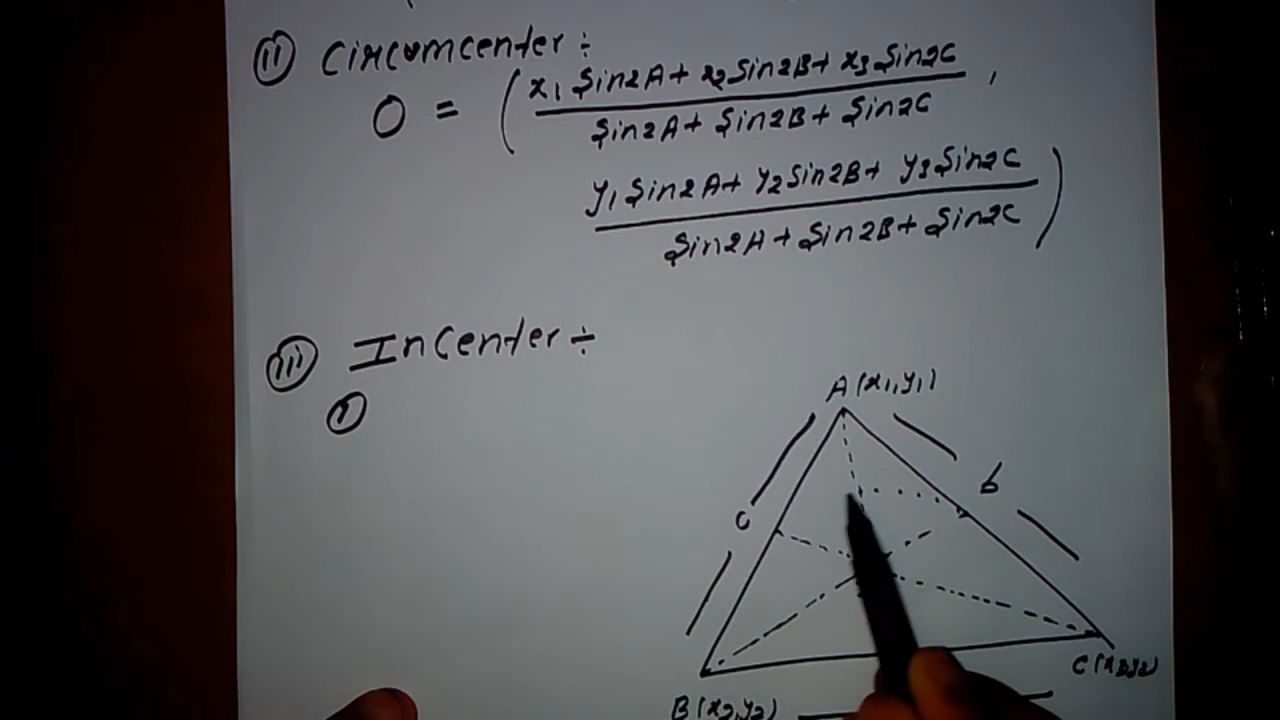 (ii) Circumcenter ÷
O = ( x₁ Sin2A + x₂ Sin2B + x₃ Sin2C / Sin2A + Sin2B + Sin2C ,
y₁ Sin2A + y₂ Sin2B + y₃ Sin2C / Sin2A + Sin2B + Sin2C )
(iii) InCenter ÷
(i)
A (x₁, y₁)
b
c
B (x₂, y₂)